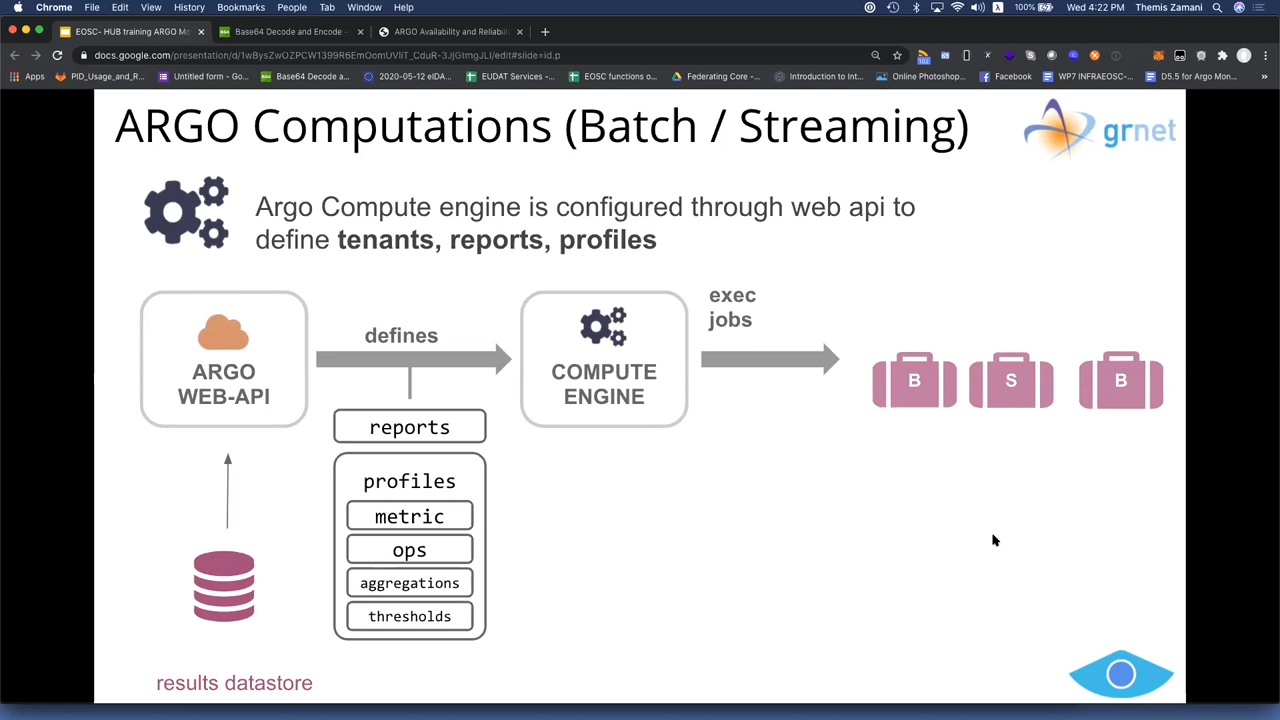 Chrome File Edit View History Bookmarks People Tab Window Help 100% Wed 4:22 PM Themis Zamani
EOSC- HUB training ARGO Mo Base64 Decode and Encode - ARGO Availability and Reliabili
docs.google.com/presentation/d/
Apps PID_Usage_and_R... Untitled form - Go... Base64 Decode a... 2020-05-12 eIDA... EUDAT Services -... EOSC functions o... Federating Core -... Introduction to Int... Online Photoshop... Facebook WP7 INFRAEOSC-... D5.5 for Argo Mon...
102
ARGO Computations (Batch / Streaming)
grnet
Argo Compute engine is configured through web api to
define tenants, reports, profiles
ARGO
WEB-API
defines
COMPUTE
ENGINE
exec
jobs
B S B
reports
profiles
metric
ops
aggregations
thresholds
results datastore